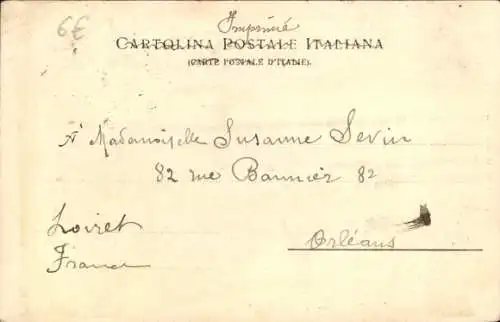 6€
Imprimé
CARTOLINA POSTALE ITALIANA
(CARTE POSTALE D'ITALIE).
A Mademoiselle Susanne Sevin
82 rue Bannier 82
Loiret
Orléans
France